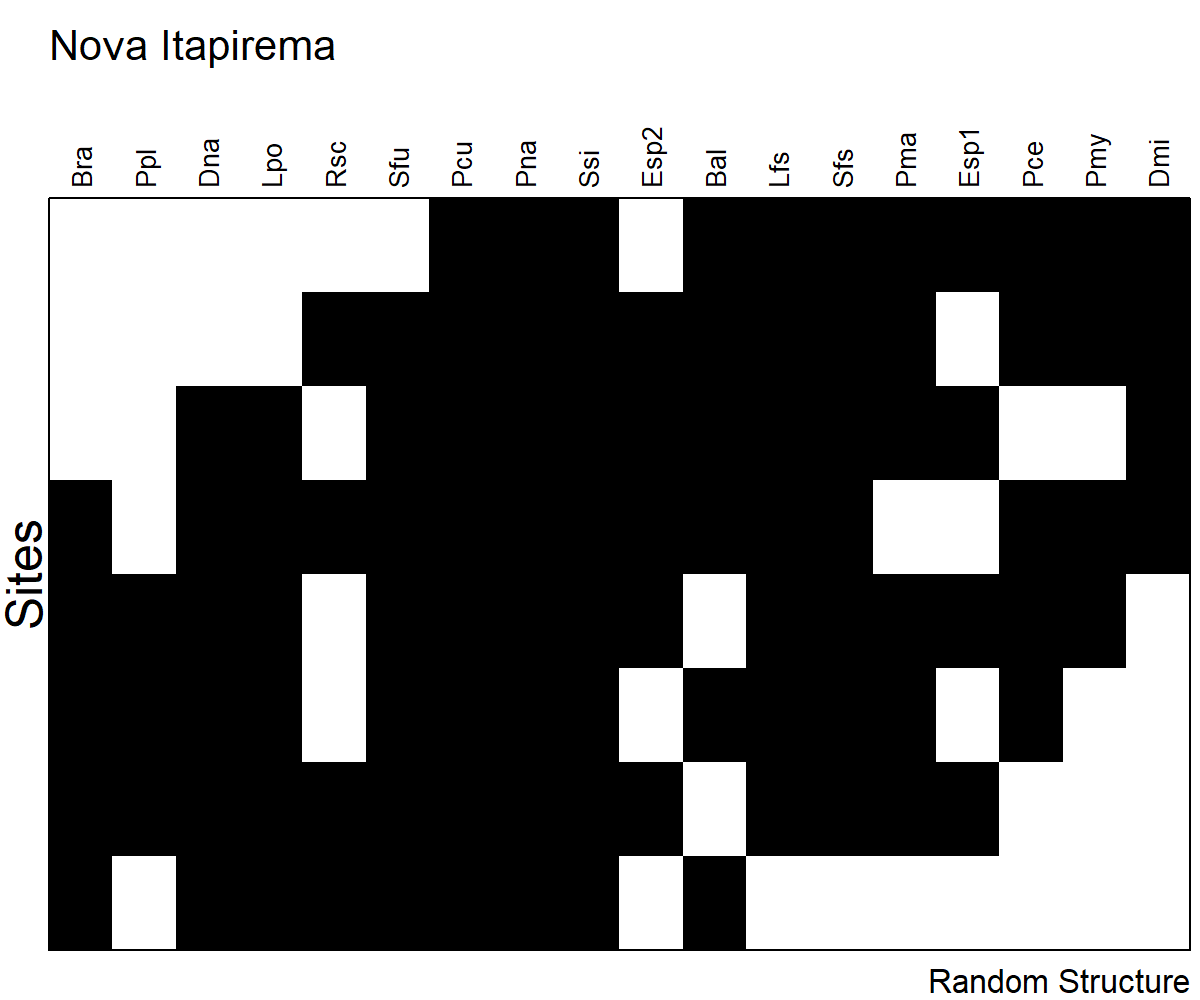 Nova Itapirema
Bra Ppl Dna Lpo Rsc Sfu Pcu Pna Ssi Esp2 Bal Lfs Sfs Pma Esp1 Pce Pmy Dmi
Sites
Random Structure